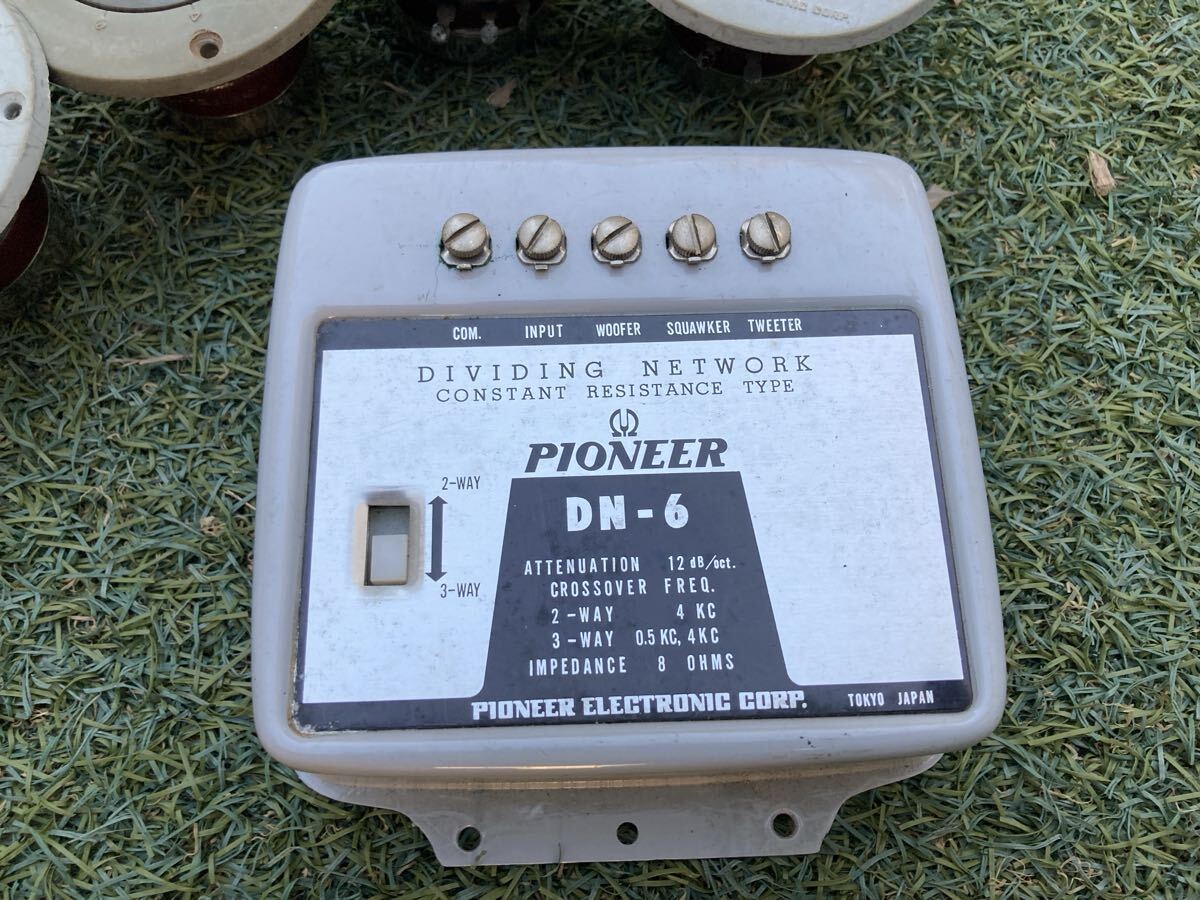 ONIC CORP.
COM. INPUT WOOFER SQUAWKER TWEETER
DIVIDING NETWORK
CONSTANT RESISTANCE TYPE
PIONEER
2-WAY
3-WAY
DN-6
ATTENUATION 12 dB/oct.
CROSSOVER FREQ.
2-WAY 4 KC
3-WAY 0.5 KC, 4 KC
IMPEDANCE 8 OHMS
PIONEER ELECTRONIC CORP. TOKYO JAPAN